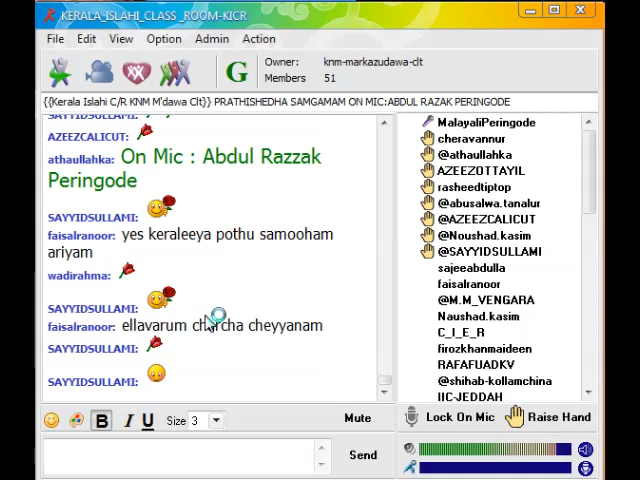 KERALA_ISLAHI_CLASS_ROOM-KICR
File Edit View Option Admin Action
G
Owner: knm-markazudawa-clt
Members 51
{{Kerala Islahi C/R KNM M'dawa Clt}} PRATHISHEDHA SAMGAMAM ON MIC:ABDUL RAZAK PERINGODE
SAYYIDSULLAMI:
AZEEZCALICUT:
athaullahka: On Mic : Abdul Razzak
Peringode
SAYYIDSULLAMI:
faisalranoor: yes keraleeya pothu samooham
ariyam
wadirahma:
SAYYIDSULLAMI:
faisalranoor: ellavarum charcha cheyyanam
SAYYIDSULLAMI:
SAYYIDSULLAMI:
MalayaliPeringode
cheravannur
@athaullahka
AZEEZOTTAYIL
rasheedtiptop
@abusalwa.tanalur
@AZEEZCALICUT
@Noushad.kasim
@SAYYIDSULLAMI
sajeeabdulla
faisalranoor
@M.M_VENGARA
Naushad.kasim
C_I_E_R
firozkhanmaideen
RAFAFUADKV
@shihab-kollamchina
IIC-JEDDAH
B I U Size 3 Mute
Lock On Mic Raise Hand
Send